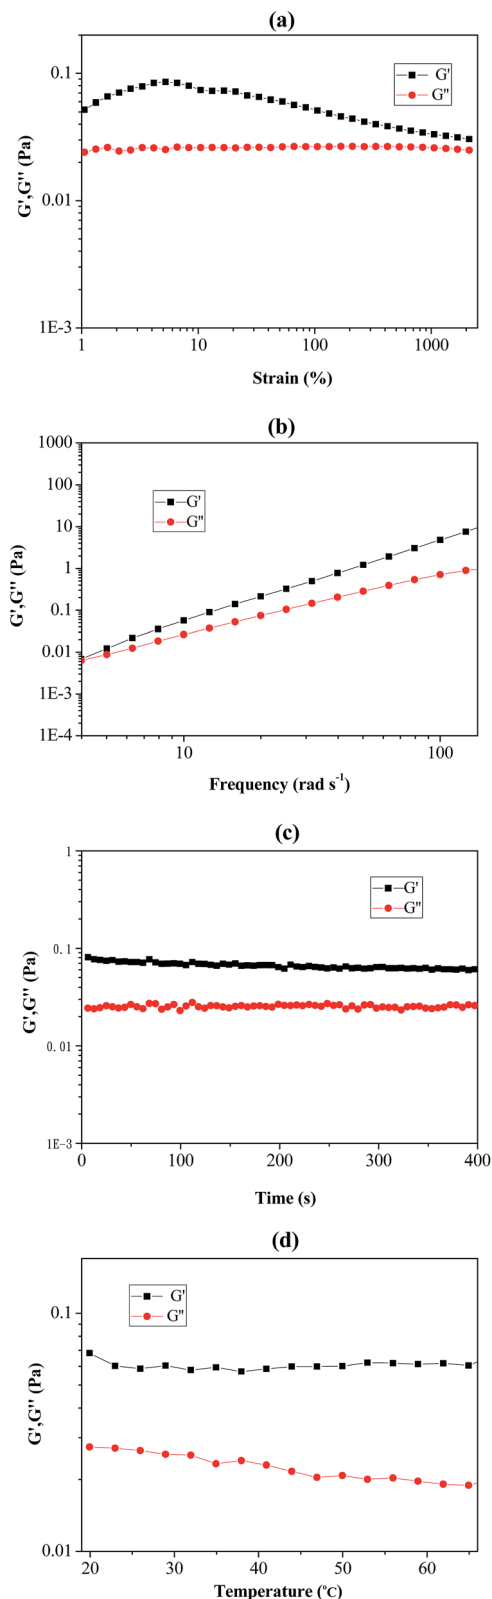 (a)
0.1
G'
G''
G',G'' (Pa)
0.01
1E-3
1 10 100 1000
Strain (%)
(b)
1000
100
G'
G''
10
G',G'' (Pa)
1
0.1
0.01
1E-3
1E-4
10 100
Frequency (rad s⁻¹)
(c)
1
G'
G''
0.1
G',G'' (Pa)
0.01
1E-3
0 100 200 300 400
Time (s)
(d)
G'
0.1
G''
G',G'' (Pa)
0.01
20 30 40 50 60
Temperature (°C)